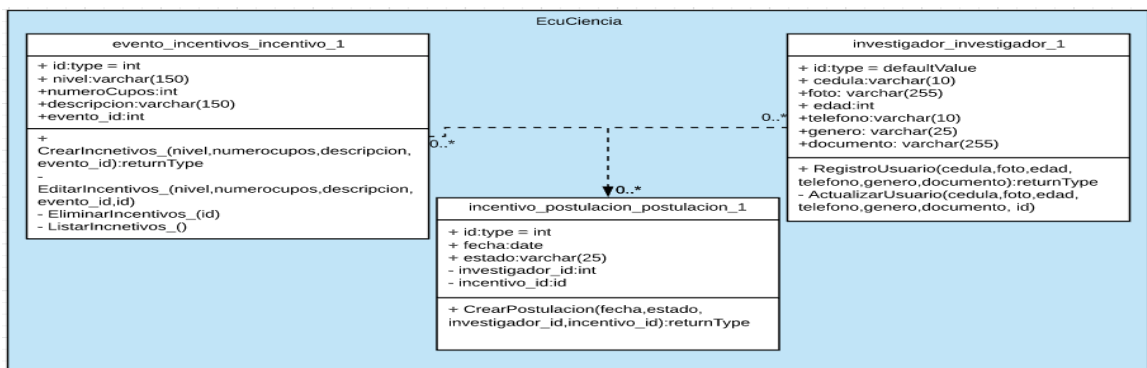 EcuCiencia
evento_incentivos_incentivo_1
+ id:type = int
+ nivel:varchar(150)
+numeroCupos:int
+descripcion:varchar(150)
+evento_id:int
+
CrearIncnetivos_(nivel,numerocupos,descripcion,
evento_id):returnType
-
EditarIncentivos_(nivel,numerocupos,descripcion,
evento_id,id)
- EliminarIncentivos_(id)
- ListarIncnetivos_()
0..*
investigador_investigador_1
+ id:type = defaultValue
+ cedula:varchar(10)
+foto: varchar(255)
+ edad:int
+telefono:varchar(10)
+genero: varchar(25)
+documento: varchar(255)
+ RegistroUsuario(cedula,foto,edad,
telefono,genero,documento):returnType
- ActualizarUsuario(cedula,foto,edad,
telefono,genero,documento, id)
0..*
0..*
incentivo_postulacion_postulacion_1
+ id:type = int
+ fecha:date
+ estado:varchar(25)
- investigador_id:int
- incentivo_id:id
+ CrearPostulacion(fecha,estado,
investigador_id,incentivo_id):returnType